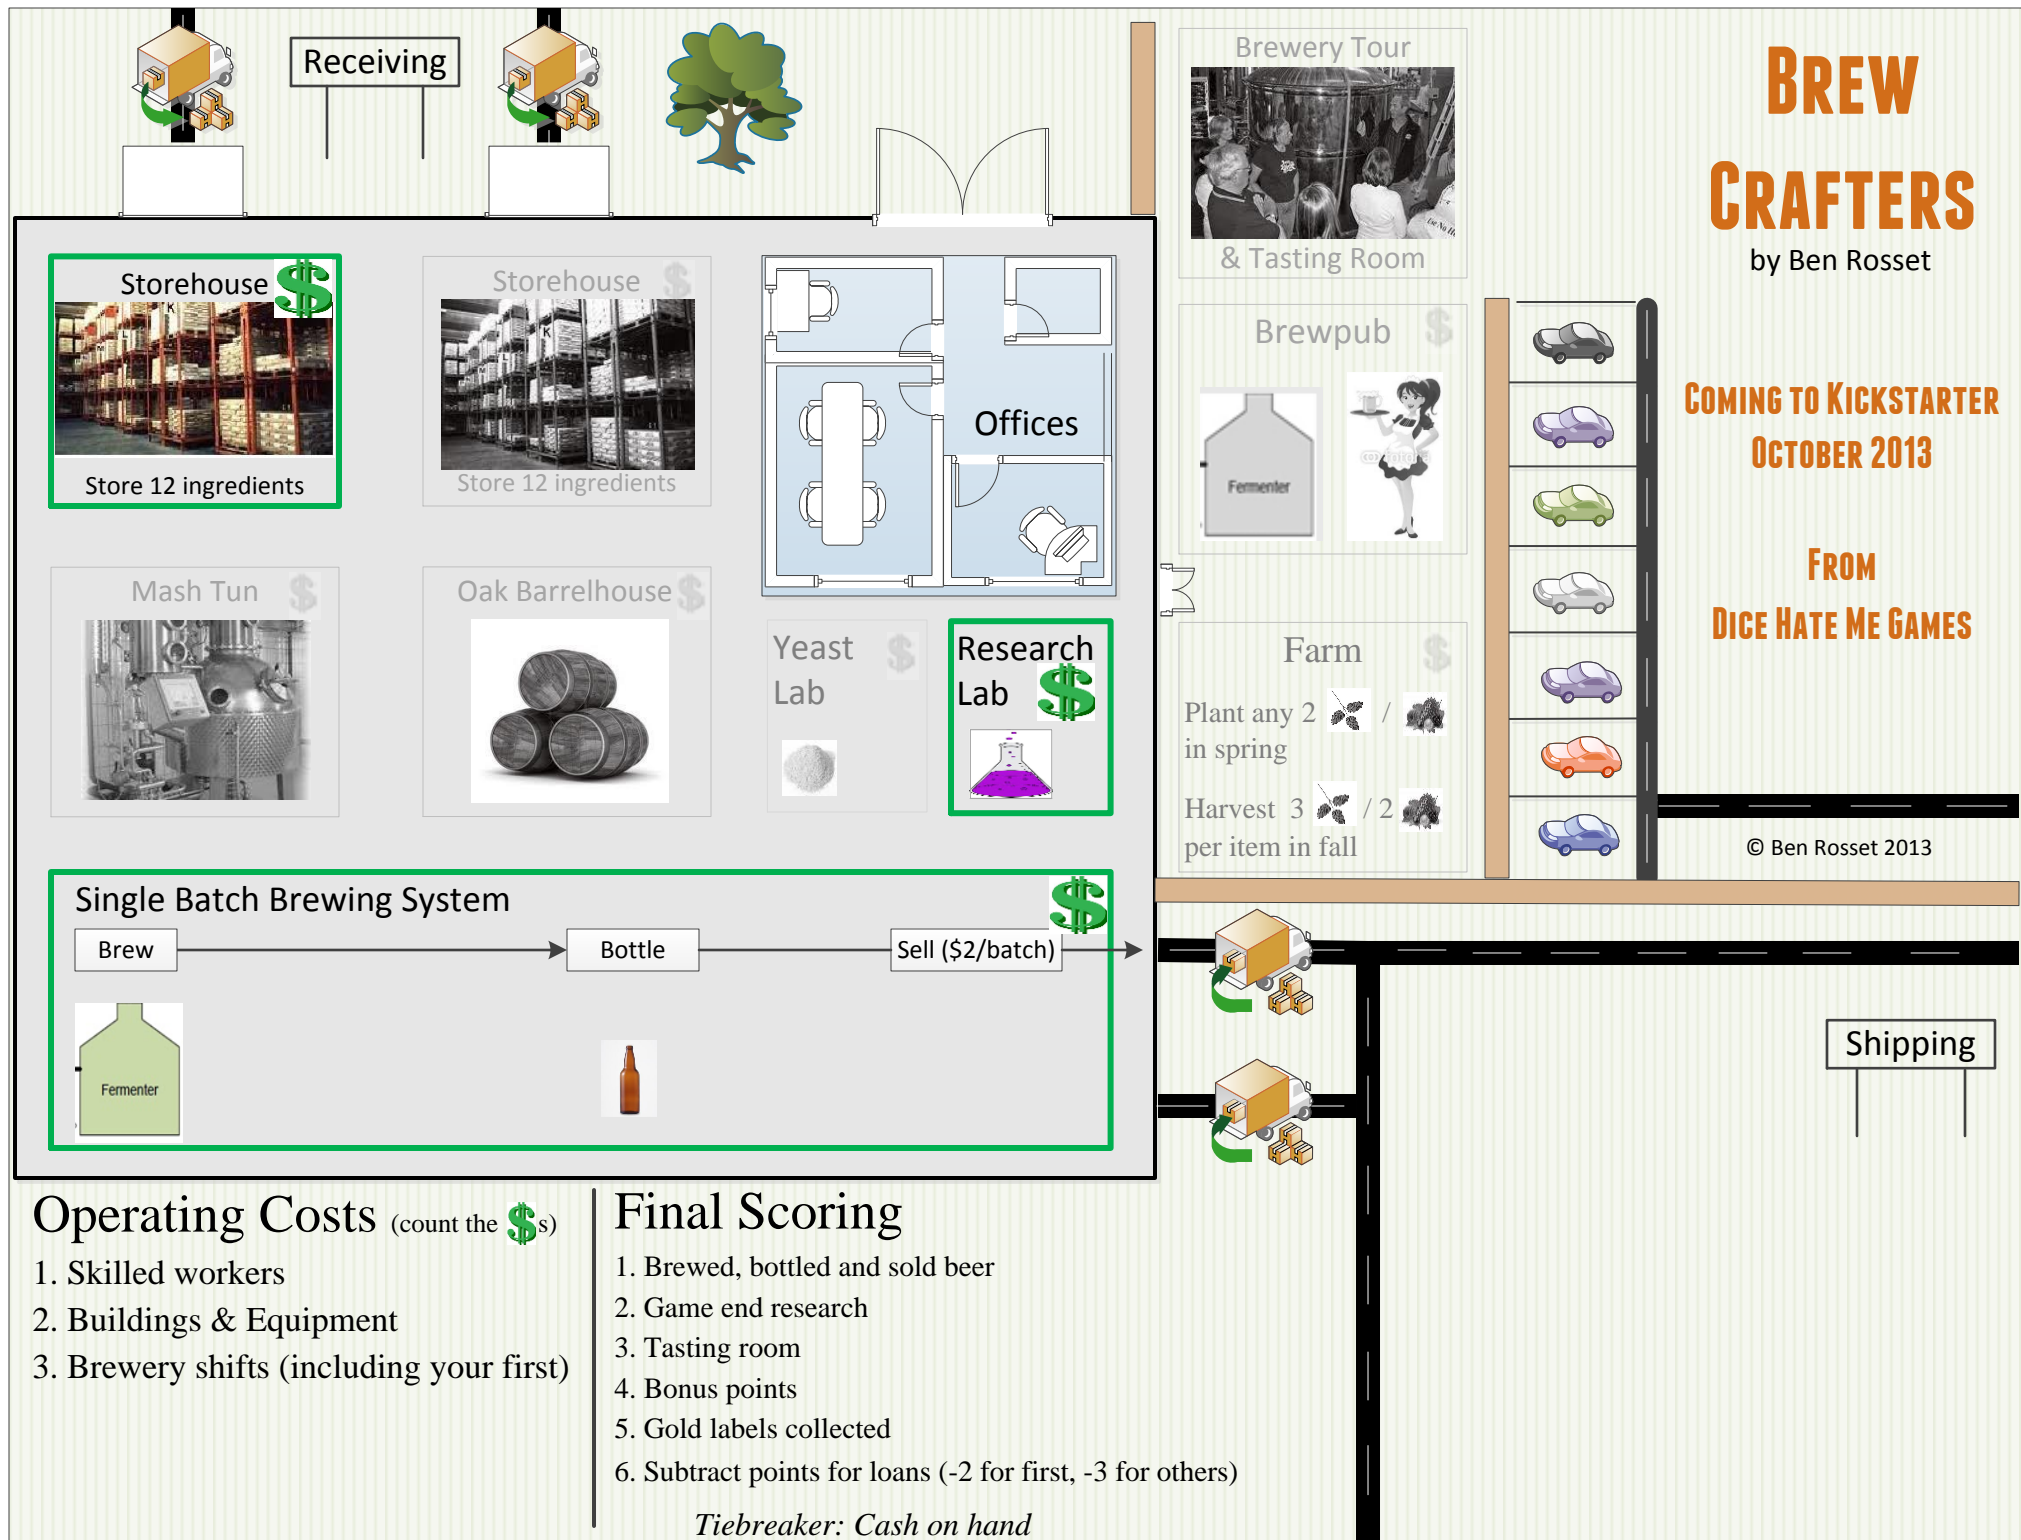 Receiving
Brewery Tour
& Tasting Room
BREW
CRAFTERS
by Ben Rosset
COMING TO KICKSTARTER
OCTOBER 2013
FROM
DICE HATE ME GAMES
Storehouse $
K
L
M
Store 12 ingredients
Storehouse $
K
L
M
Store 12 ingredients
Offices
Brewpub $
Fermenter
Mash Tun $
Oak Barrelhouse $
Yeast $
Lab
Research
Lab $
Farm $
Plant any 2 /
in spring
Harvest 3 / 2
per item in fall
© Ben Rosset 2013
Single Batch Brewing System $
Brew
Bottle
Sell ($2/batch)
Fermenter
Shipping
Operating Costs (count the $s)
1. Skilled workers
2. Buildings & Equipment
3. Brewery shifts (including your first)
Final Scoring
1. Brewed, bottled and sold beer
2. Game end research
3. Tasting room
4. Bonus points
5. Gold labels collected
6. Subtract points for loans (-2 for first, -3 for others)
Tiebreaker: Cash on hand